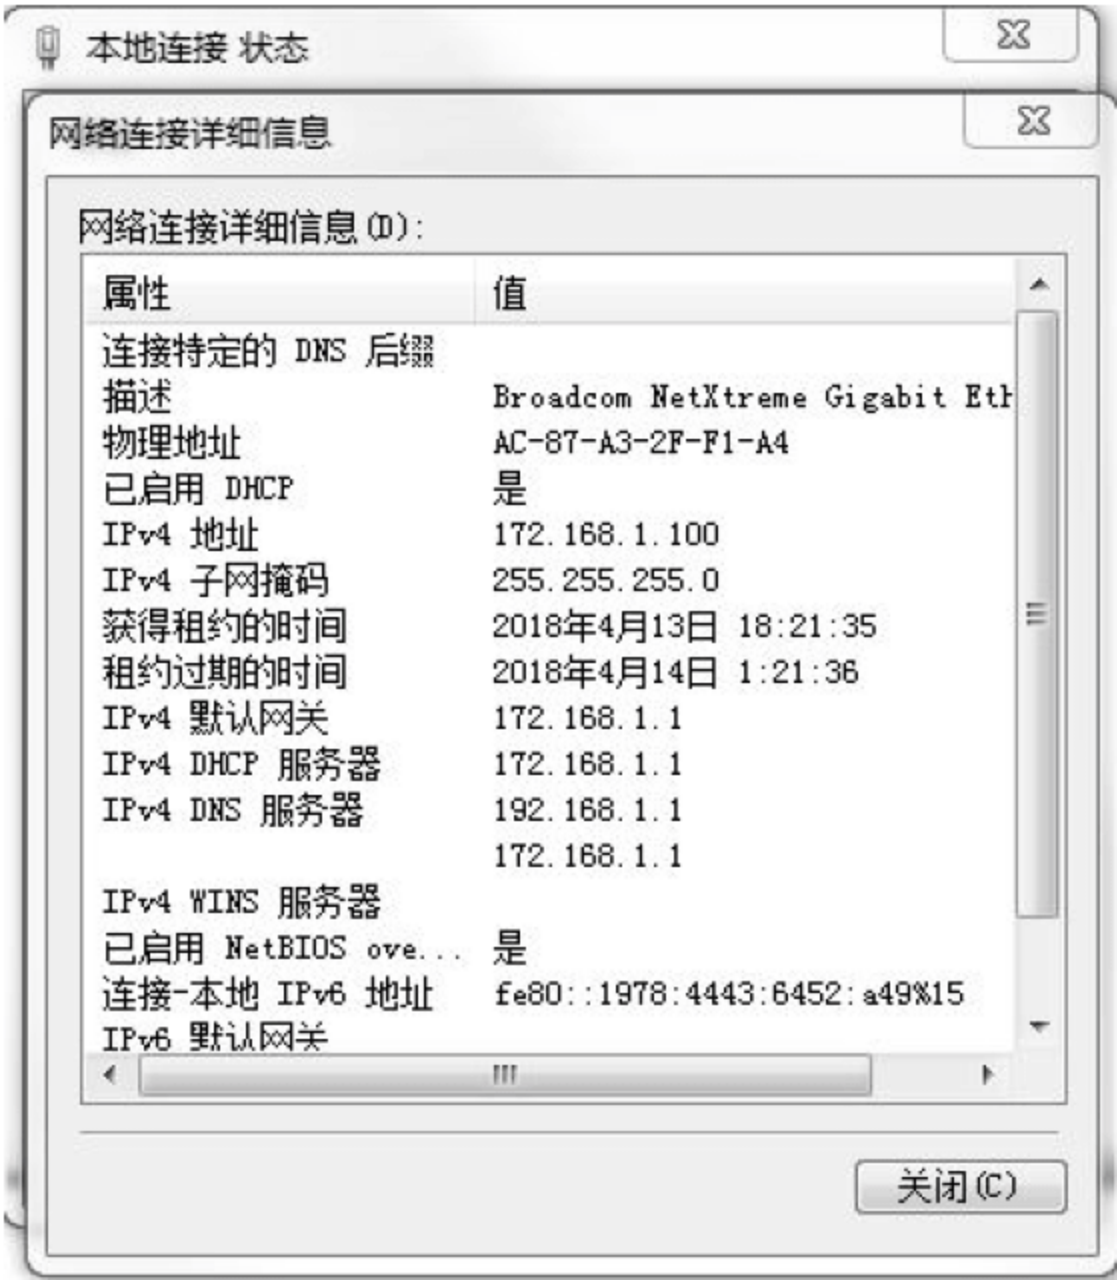 本地连接 状态
网络连接详细信息
网络连接详细信息(D):
属性 值
连接特定的 DNS 后缀
描述 Broadcom NetXtreme Gigabit Eth
物理地址 AC-87-A3-2F-F1-A4
已启用 DHCP 是
IPv4 地址 172.168.1.100
IPv4 子网掩码 255.255.255.0
获得租约的时间 2018年4月13日 18:21:35
租约过期的时间 2018年4月14日 1:21:36
IPv4 默认网关 172.168.1.1
IPv4 DHCP 服务器 172.168.1.1
IPv4 DNS 服务器 192.168.1.1
172.168.1.1
IPv4 WINS 服务器
已启用 NetBIOS ove... 是
连接-本地 IPv6 地址 fe80::1978:4443:6452:a49%15
IPv6 默认网关
关闭(C)